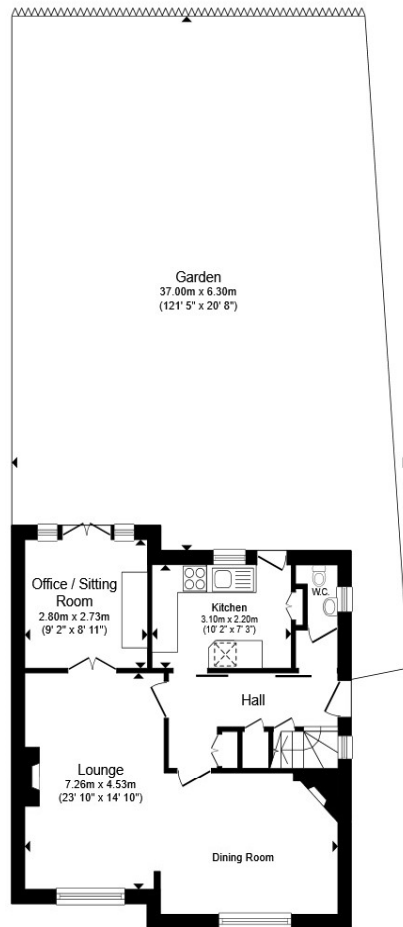 Garden
37.00m x 6.30m
(121' 5" x 20' 8")
Office / Sitting
Room
2.80m x 2.73m
(9' 2" x 8' 11")
Kitchen
3.10m x 2.20m
(10' 2" x 7' 3")
W.C.
Hall
Lounge
7.26m x 4.53m
(23' 10" x 14' 10")
Dining Room